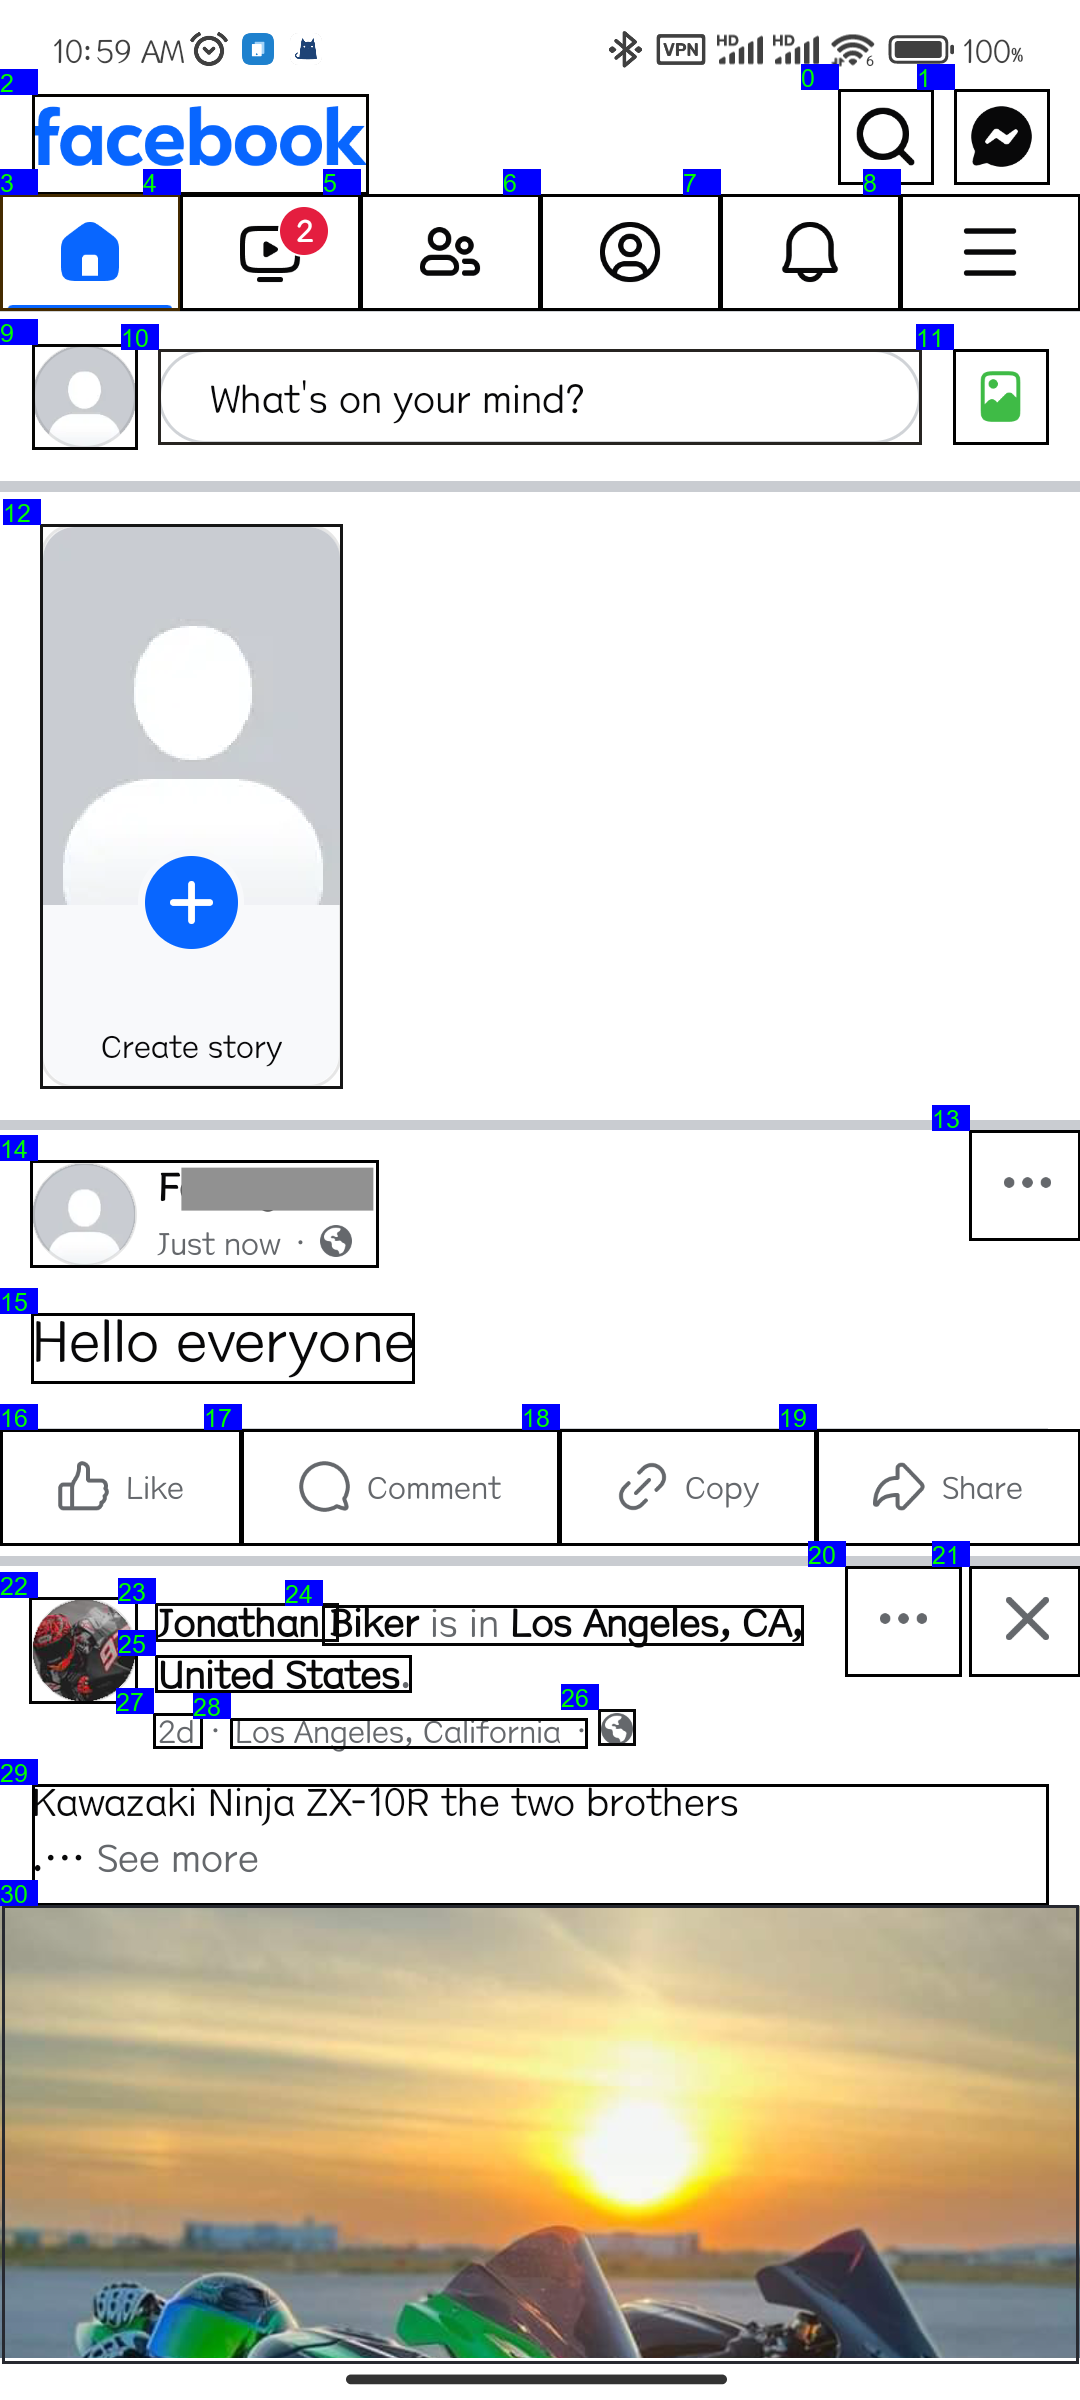 10:59 AM
VPN HD HD 6 100%
2 0 1
facebook
3 4 5 6 7 8
2
9 10 11
What's on your mind?
12
Create story
13
14
F
Just now ·
15
Hello everyone
16 17 18 19
Like Comment Copy Share
20 21
22 23 24
Jonathan Biker is in Los Angeles, CA,
25
United States.
27 28 26
2d · Los Angeles, California ·
29
Kawazaki Ninja ZX-10R the two brothers
.··· See more
30